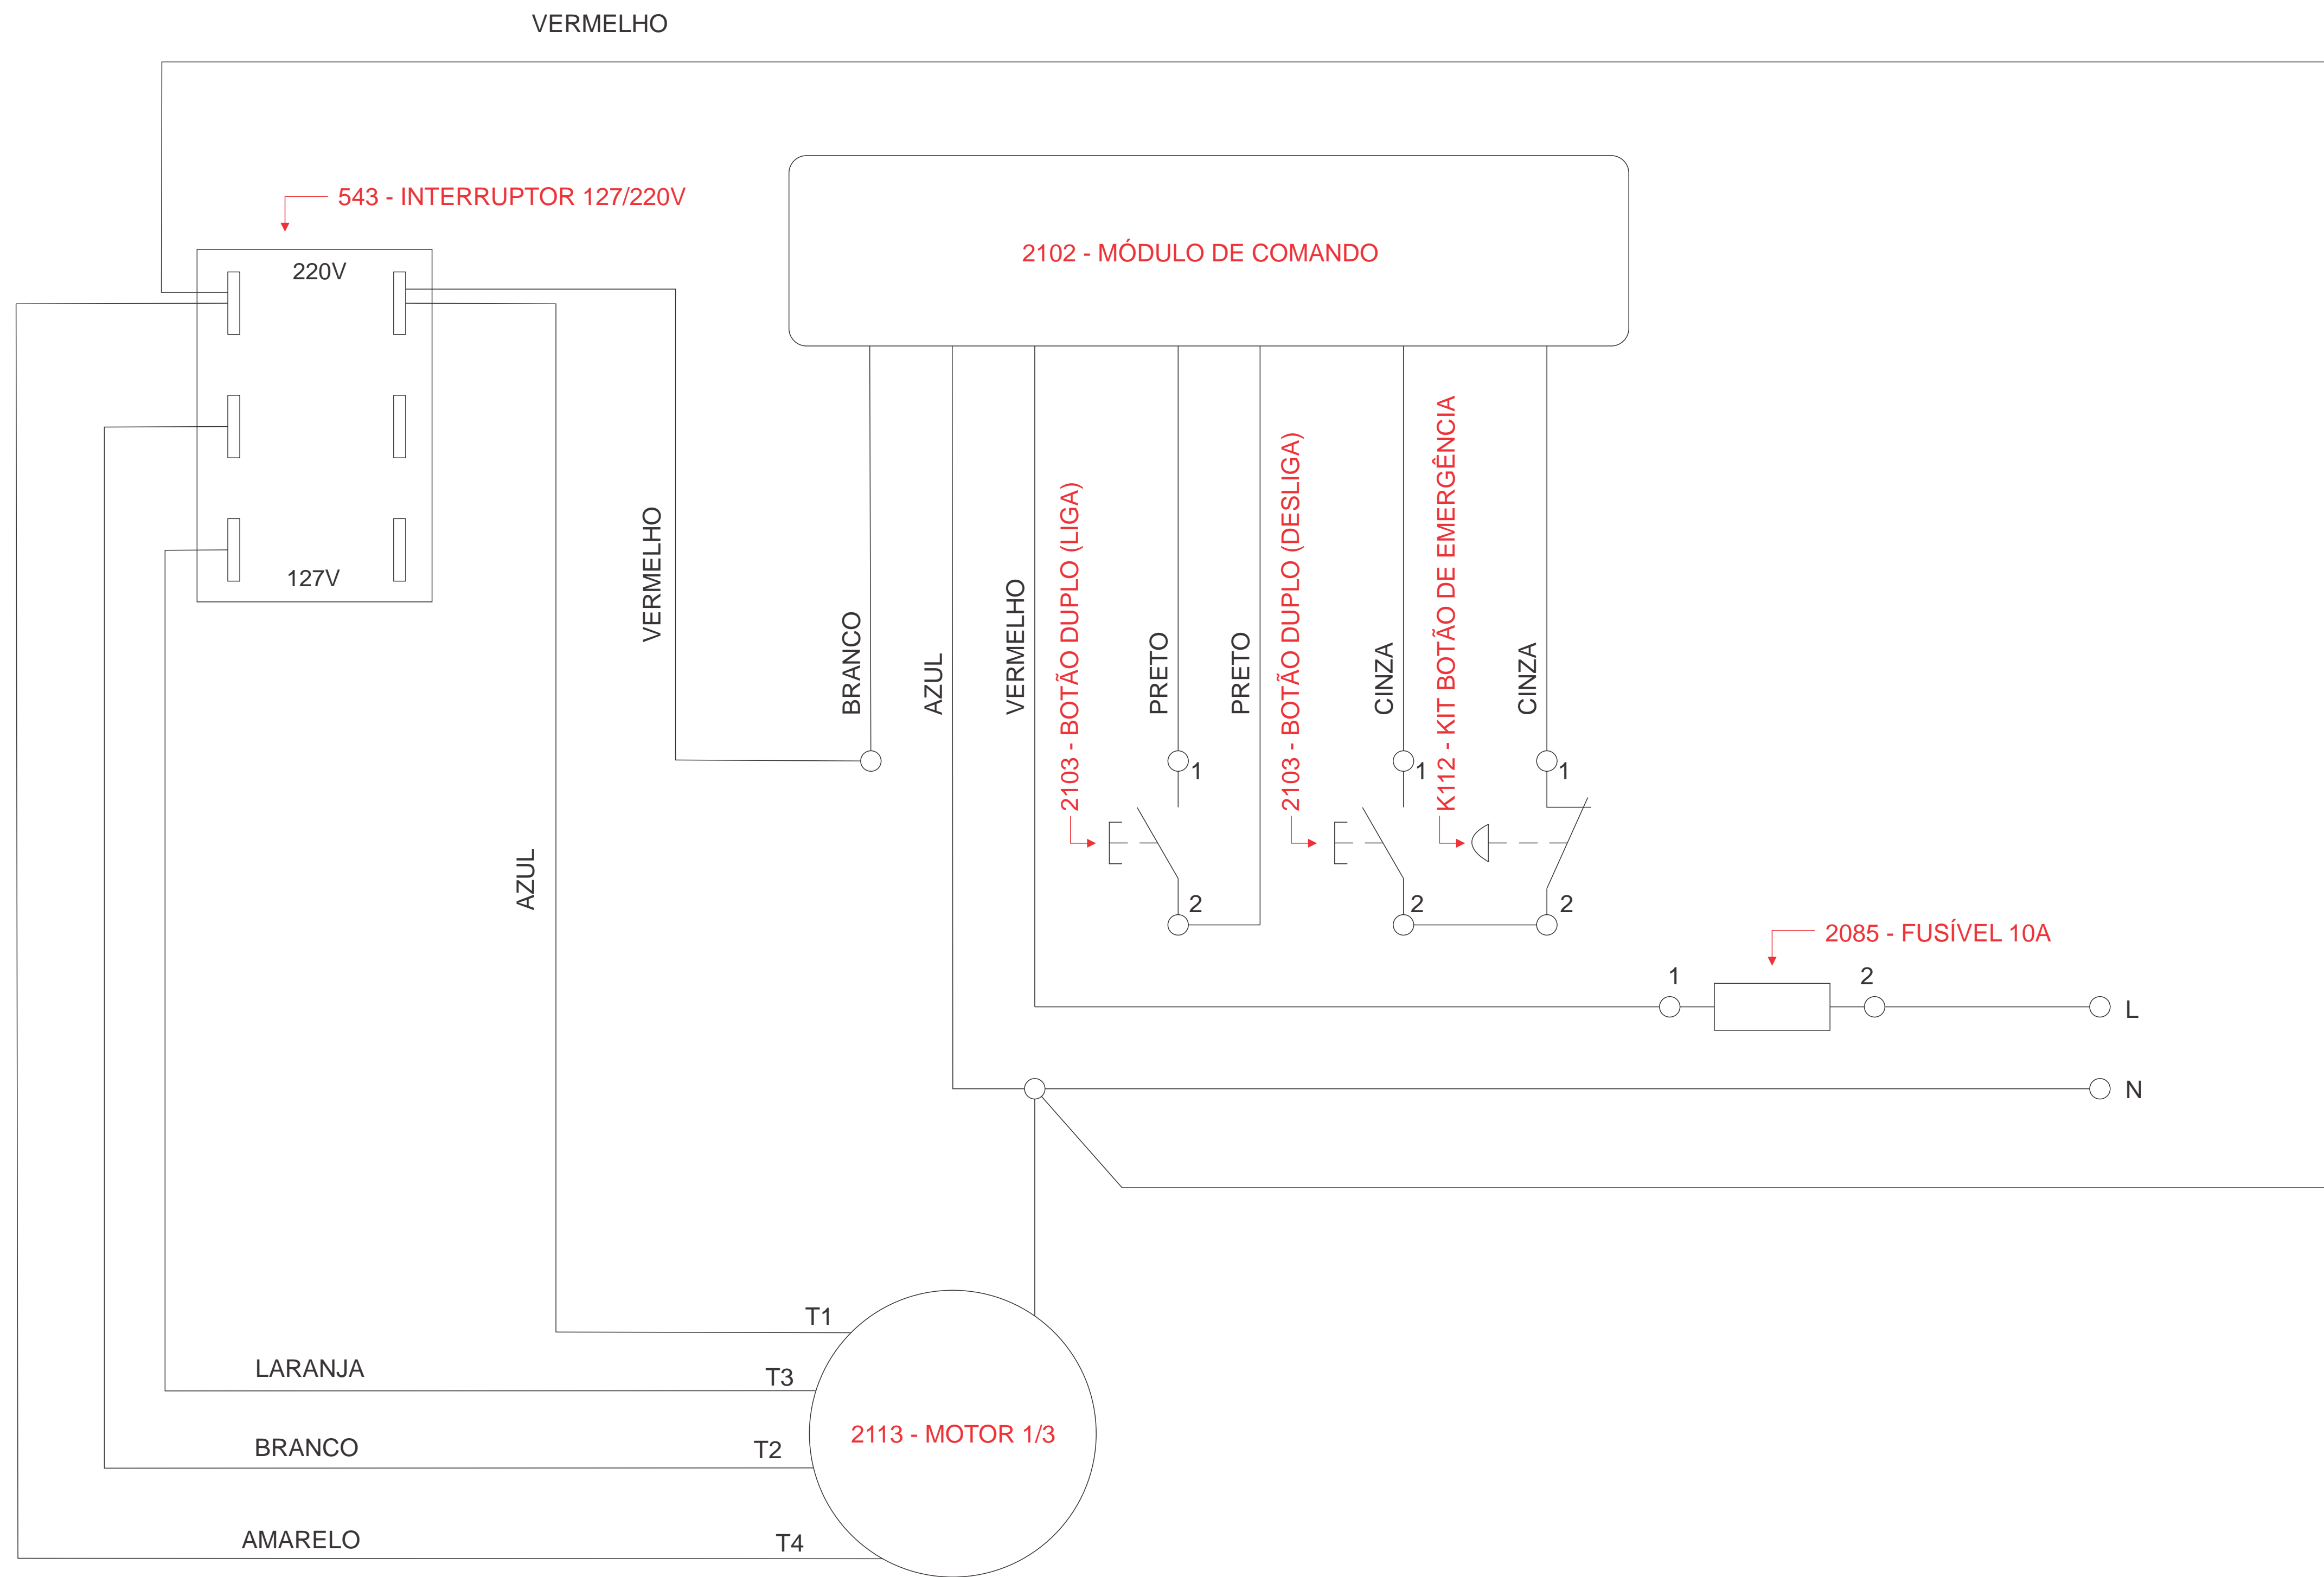 VERMELHO
543 - INTERRUPTOR 127/220V
220V
127V
2102 - MÓDULO DE COMANDO
VERMELHO
AZUL
BRANCO
AZUL
VERMELHO
2103 - BOTÃO DUPLO (LIGA)
PRETO
PRETO
2103 - BOTÃO DUPLO (DESLIGA)
CINZA
K112 - KIT BOTÃO DE EMERGÊNCIA
CINZA
1
1
1
2
2
2
2085 - FUSÍVEL 10A
1
2
L
N
T1
LARANJA
T3
2113 - MOTOR 1/3
BRANCO
T2
AMARELO
T4